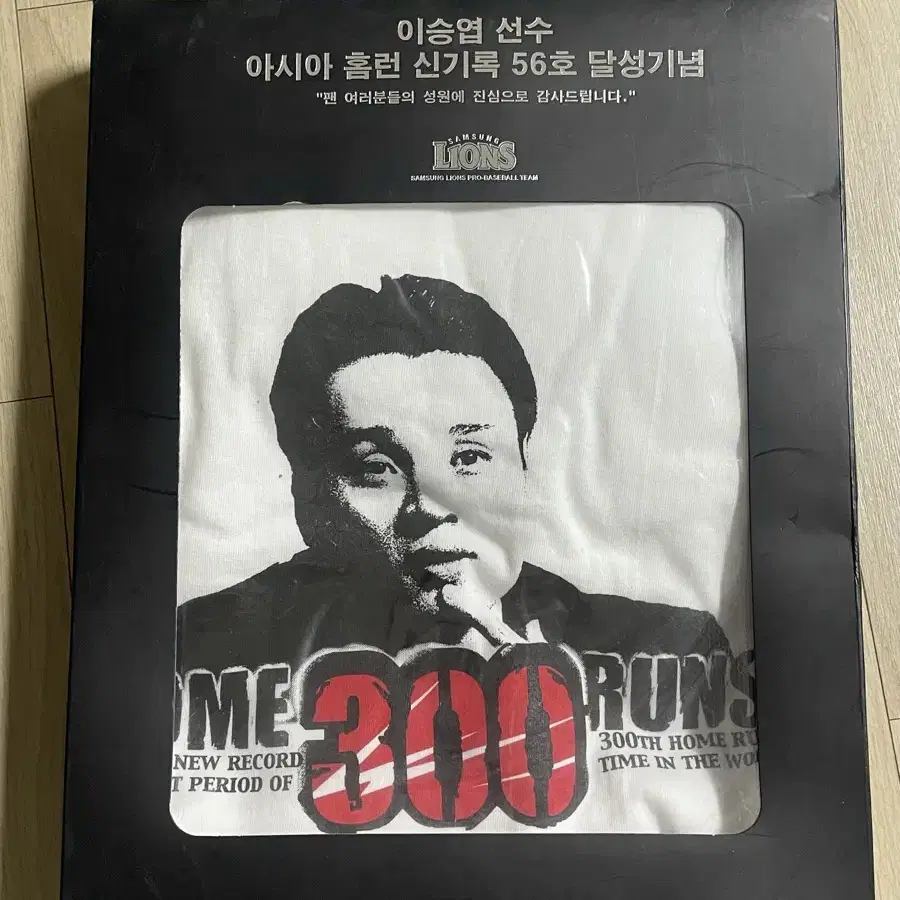 이승엽 선수
아시아 홈런 신기록 56호 달성기념
"팬 여러분들의 성원에 진심으로 감사드립니다."
SAMSUNG
LIONS
SAMSUNG LIONS PRO-BASEBALL TEAM
OME 300 RUNS
NEW RECORD
300TH HOME RU
T PERIOD OF
TIME IN THE WO